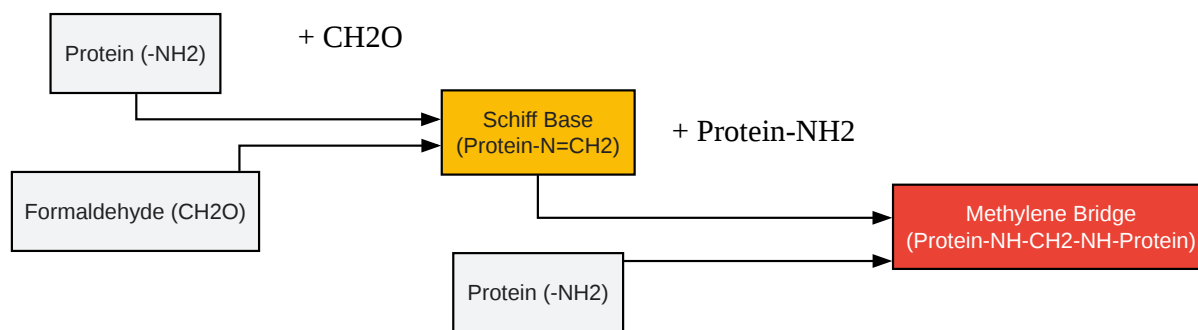 Protein (-NH2)
+ CH2O
Schiff Base
(Protein-N=CH2)
+ Protein-NH2
Formaldehyde (CH2O)
Methylene Bridge
(Protein-NH-CH2-NH-Protein)
Protein (-NH2)